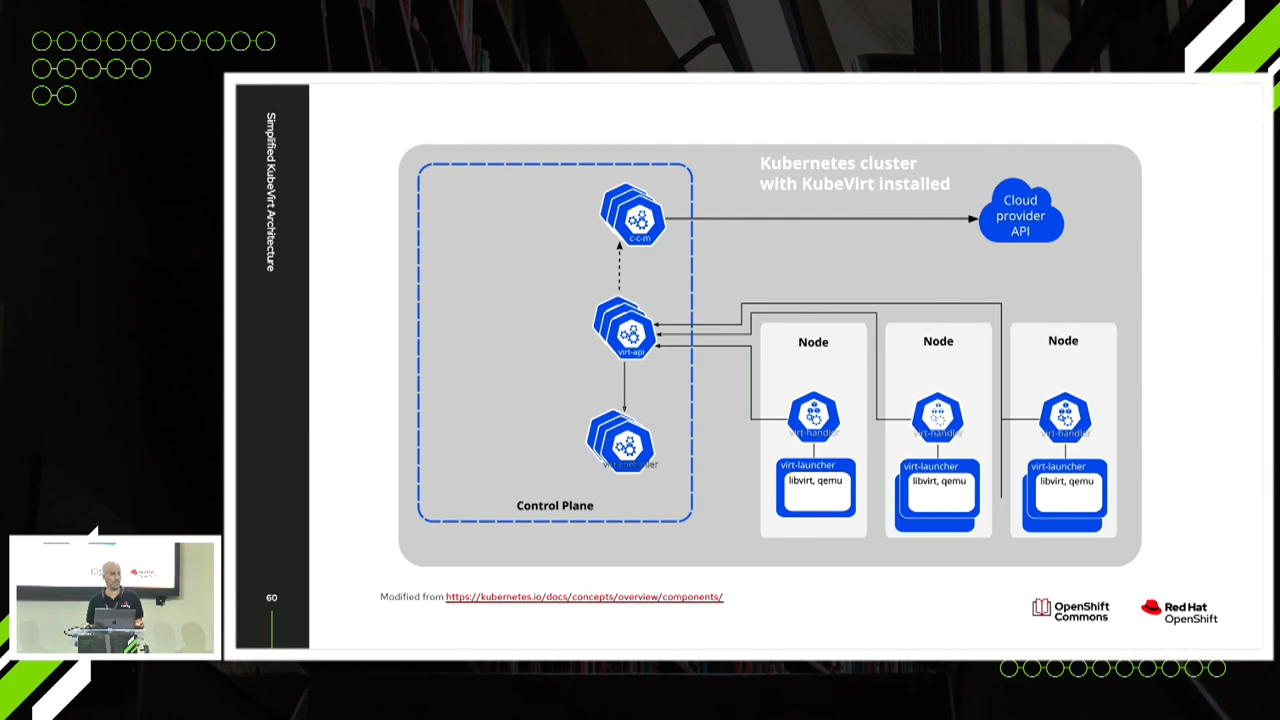 Simplified KubeVirt Architecture
60
Kubernetes cluster
with KubeVirt installed
c-c-m
Cloud
provider
API
virt-api
Control Plane
Node
Node
Node
virt-handler
virt-handler
virt-handler
virt-launcher
libvirt, qemu
virt-launcher
libvirt, qemu
virt-launcher
libvirt, qemu
Modified from https://kubernetes.io/docs/concepts/overview/components/
OpenShift
Commons
Red Hat
OpenShift